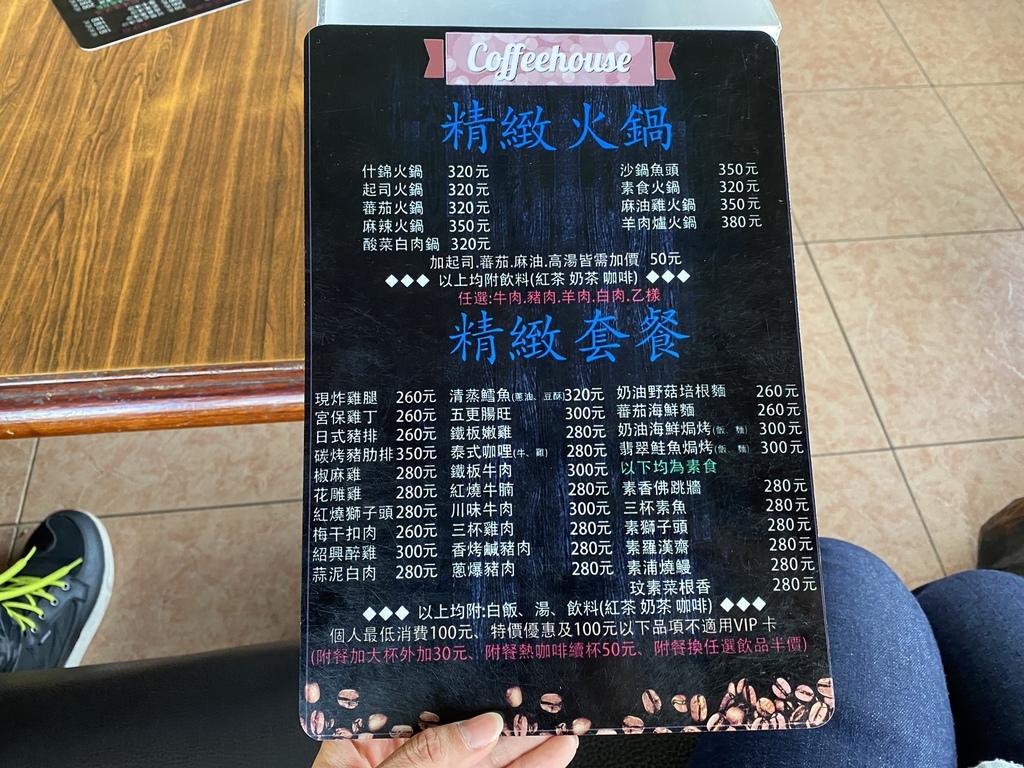 Coffeehouse
精緻火鍋
什錦火鍋 320元 沙鍋魚頭 350元
起司火鍋 320元 素食火鍋 320元
蕃茄火鍋 320元 麻油雞火鍋 350元
麻辣火鍋 350元 羊肉爐火鍋 380元
酸菜白肉鍋 320元
加起司.蕃茄.麻油.高湯皆需加價 50元
◆◆◆ 以上均附飲料(紅茶 奶茶 咖啡) ◆◆◆
任選:牛肉.豬肉.羊肉.白肉.乙樣
精緻套餐
現炸雞腿 260元 清蒸鱈魚(蔥油、豆酥)320元 奶油野菇培根麵 260元
宮保雞丁 260元 五更腸旺 300元 蕃茄海鮮麵 260元
日式豬排 260元 鐵板嫩雞 280元 奶油海鮮焗烤(飯、麵) 300元
碳烤豬肋排350元 泰式咖哩(牛、雞) 280元 翡翠鮭魚焗烤(飯、麵) 300元
椒麻雞 280元 鐵板牛肉 300元 以下均為素食
花雕雞 280元 紅燒牛腩 280元 素香佛跳牆 280元
紅燒獅子頭280元 川味牛肉 300元 三杯素魚 280元
梅干扣肉 260元 三杯雞肉 280元 素獅子頭 280元
紹興醉雞 300元 香烤鹹豬肉 280元 素羅漢齋 280元
蒜泥白肉 280元 蔥爆豬肉 280元 素浦燒鰻 280元
玟素菜根香 280元
◆◆◆ 以上均附:白飯、湯、飲料(紅茶 奶茶 咖啡) ◆◆◆
個人最低消費100元、特價優惠及100元以下品項不適用VIP卡
(附餐加大杯外加30元、附餐熱咖啡續杯50元、附餐換任選飲品半價)